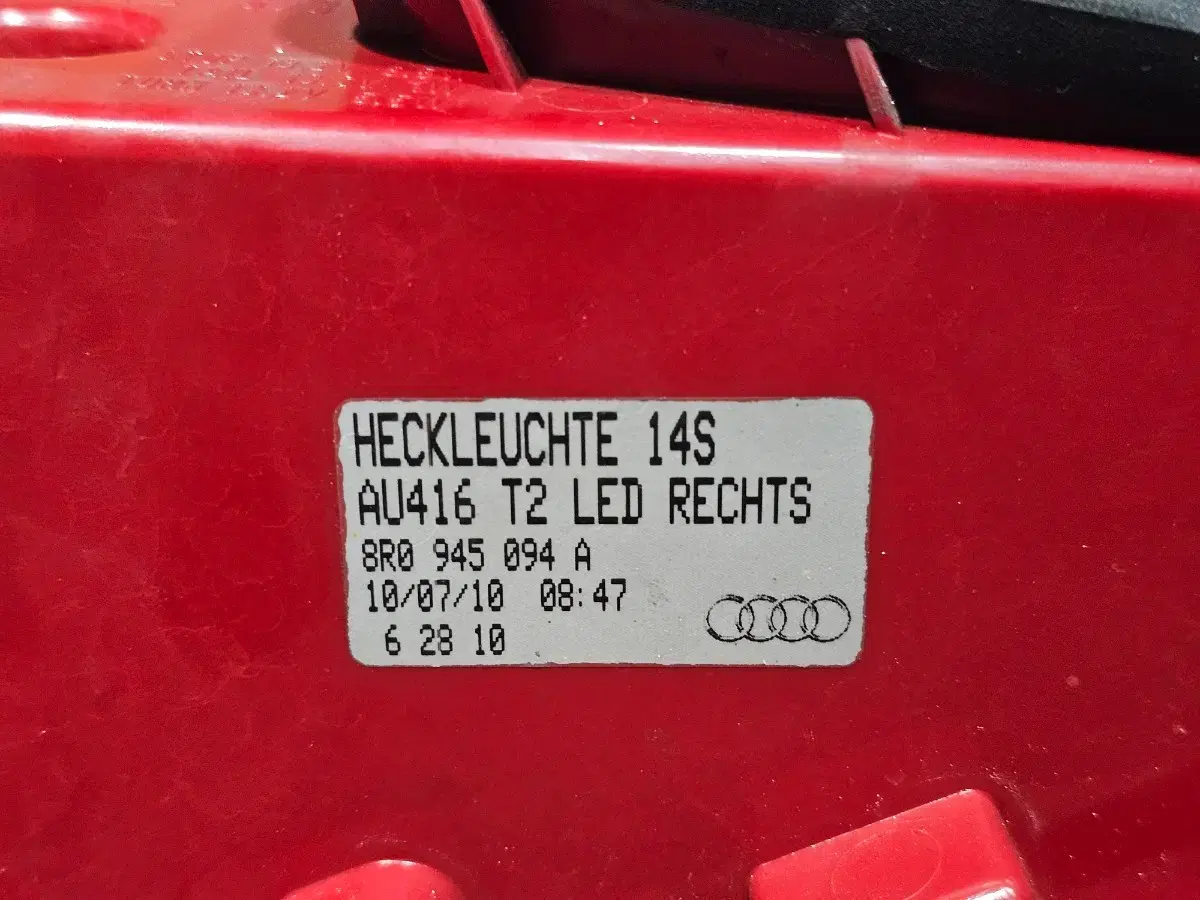 HECKLEUCHTE 14S
AU416 T2 LED RECHTS
8R0 945 094 A
10/07/10 08:47
6 28 10